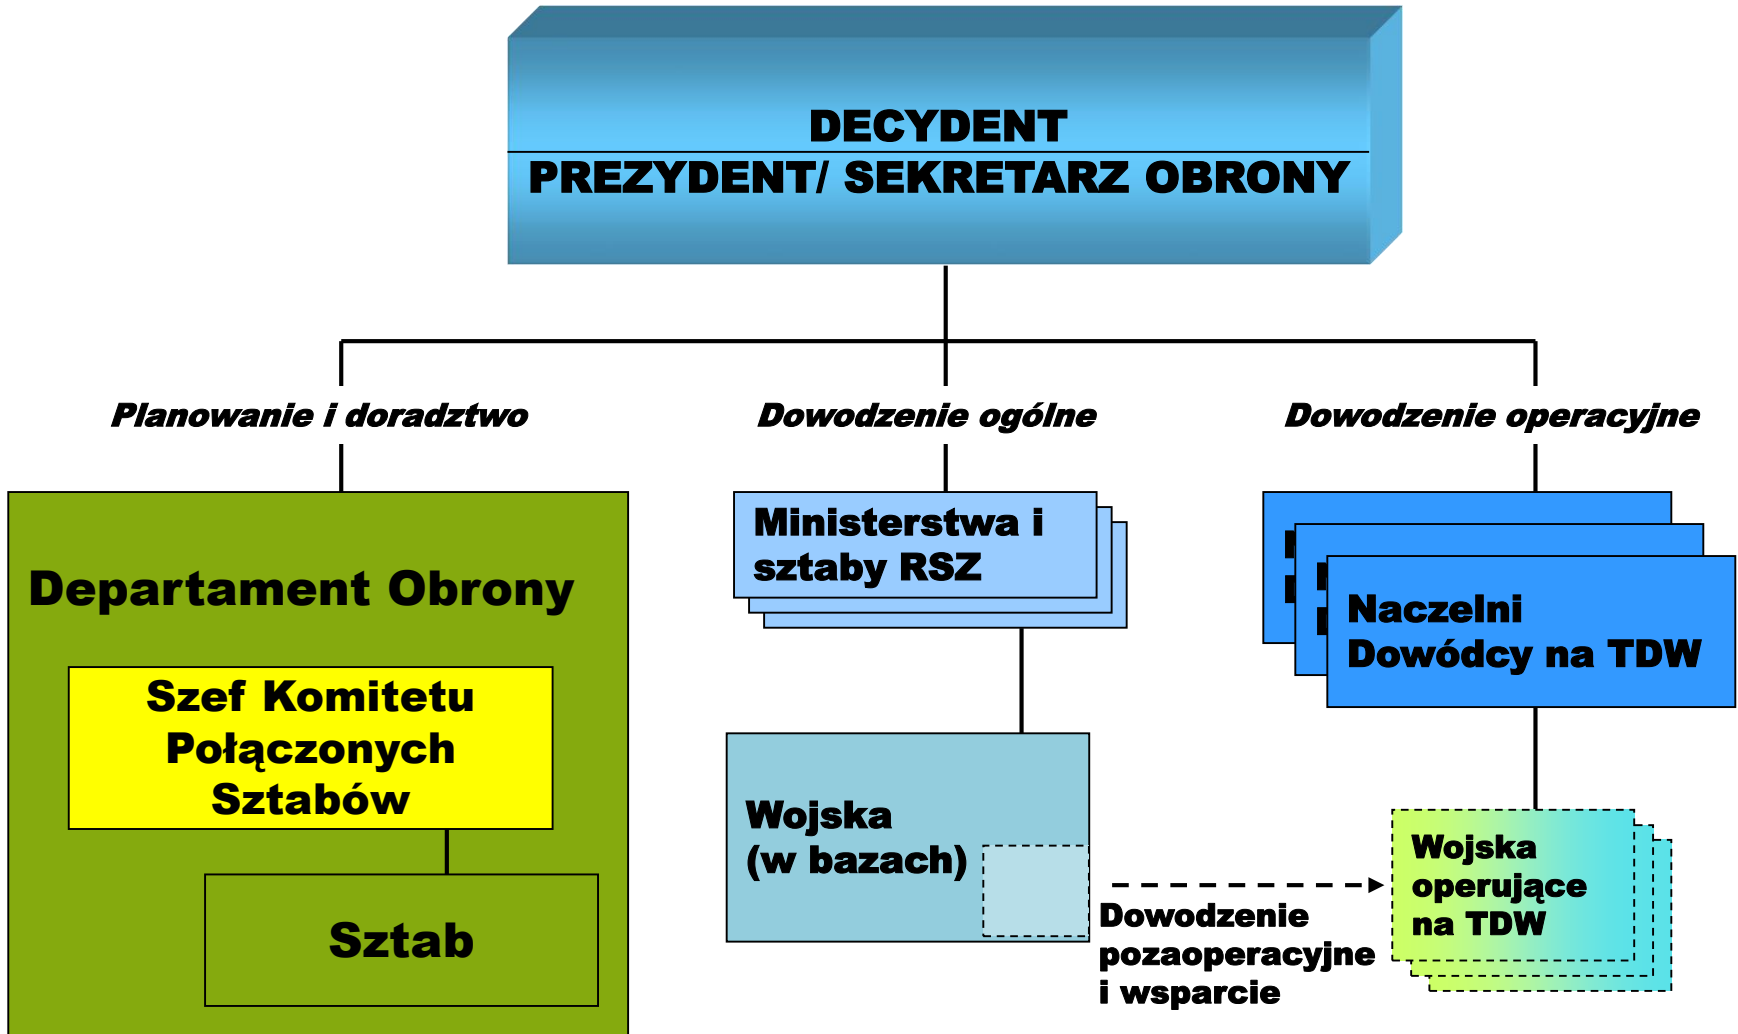 DECYDENT
PREZYDENT/ SEKRETARZ OBRONY
Planowanie i doradztwo
Dowodzenie ogólne
Dowodzenie operacyjne
Departament Obrony
Szef Komitetu
Połączonych
Sztabów
Sztab
Ministerstwa i
sztaby RSZ
Wojska
(w bazach)
Dowodzenie
pozaoperacyjne
i wsparcie
Naczelni
Dowódcy na TDW
Wojska
operujące
na TDW